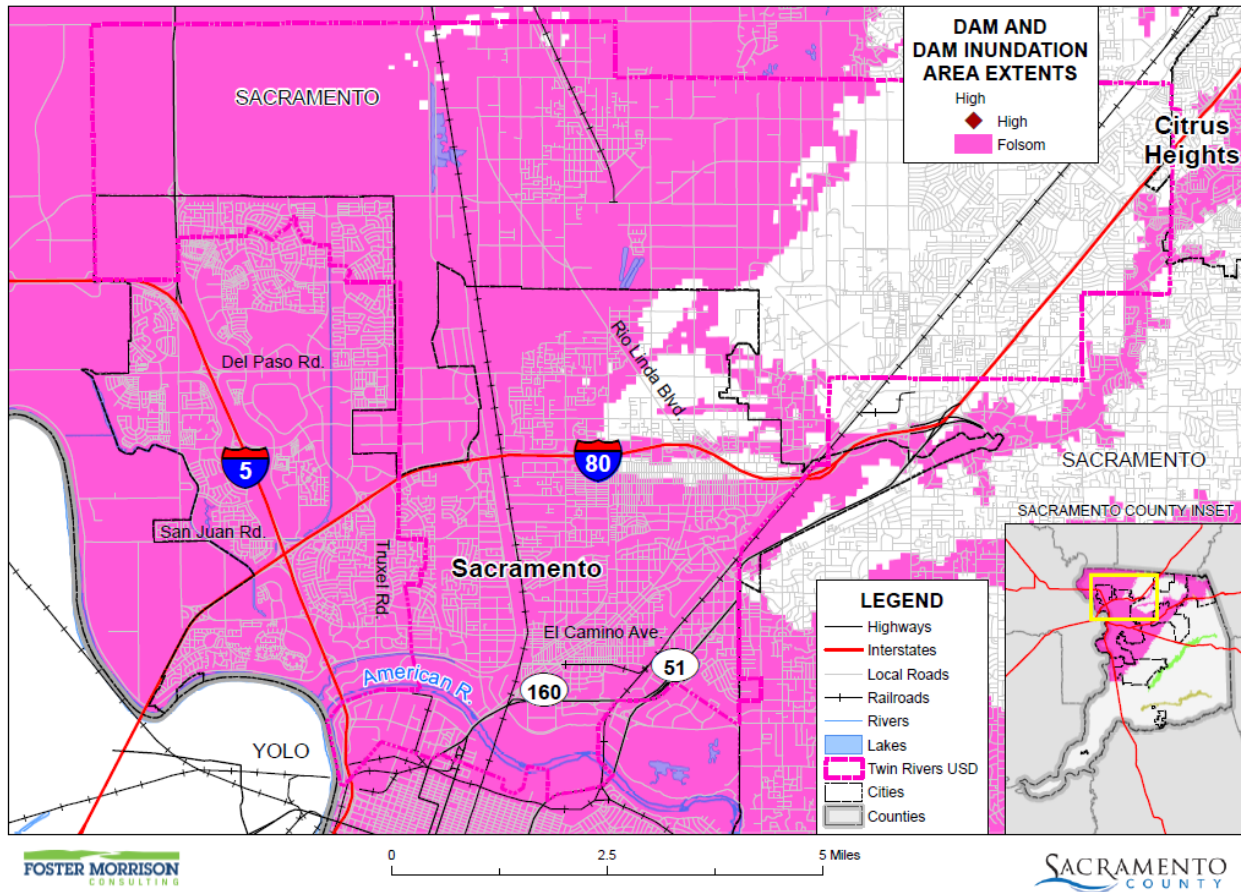 DAM AND
DAM INUNDATION
AREA EXTENTS
High
High
Folsom
SACRAMENTO
Citrus
Heights
Del Paso Rd.
Rio Linda Blvd.
5
80
SACRAMENTO
San Juan Rd.
Truxel Rd.
Sacramento
El Camino Ave.
51
American R.
160
YOLO
SACRAMENTO COUNTY INSET
LEGEND
Highways
Interstates
Local Roads
Railroads
Rivers
Lakes
Twin Rivers USD
Cities
Counties
FOSTER MORRISON
CONSULTING
0 2.5 5 Miles
SACRAMENTO
COUNTY